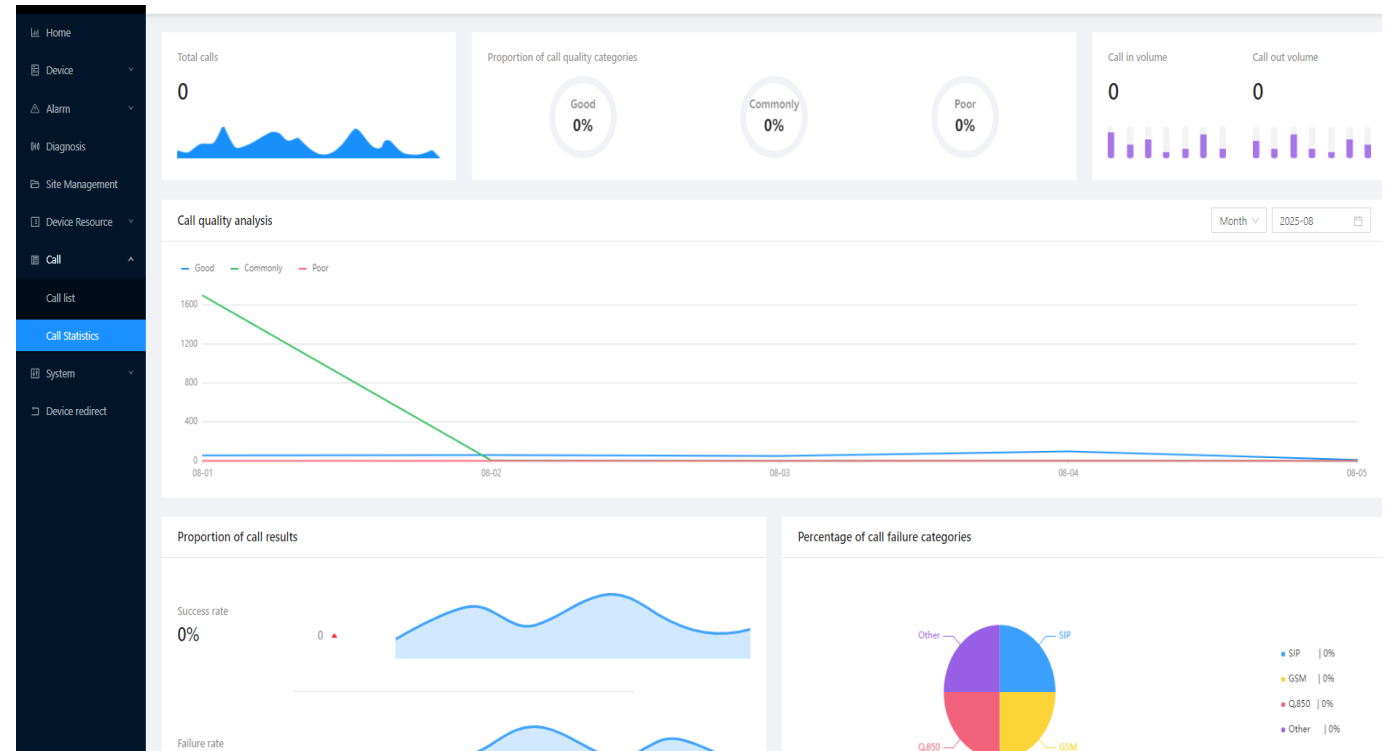 Home
Device
Alarm
Diagnosis
Site Management
Device Resource
Call
Call list
Call Statistics
System
Device redirect
Total calls
0
Proportion of call quality categories
Good
0%
Commonly
0%
Poor
0%
Call in volume
0
Call out volume
0
Call quality analysis
Month
2025-08
Good Commonly Poor
1600
1200
800
400
0
08-01 08-02 08-03 08-04 08-05
Proportion of call results
Success rate
0%
0
Failure rate
Percentage of call failure categories
Other
SIP
Q.850
GSM
SIP | 0%
GSM | 0%
Q.850 | 0%
Other | 0%